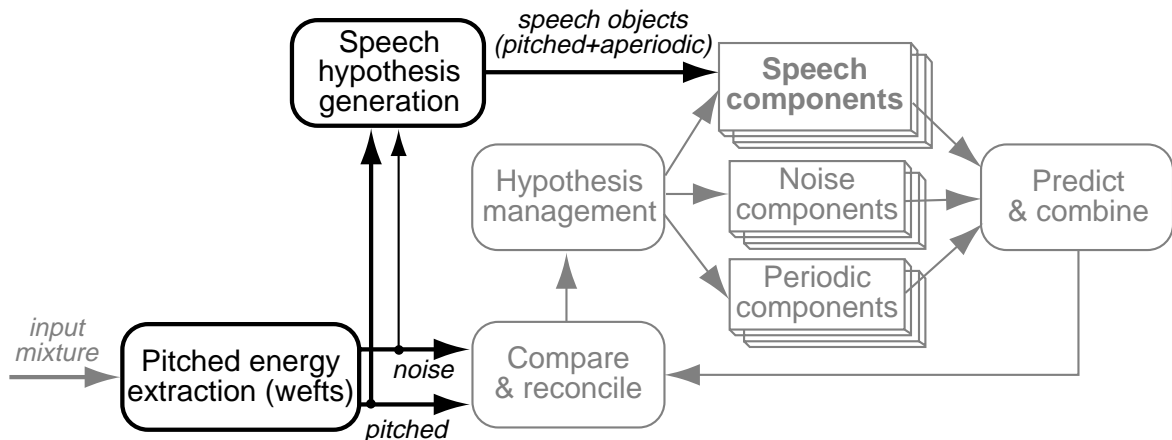 speech objects
(pitched+aperiodic)
Speech
hypothesis
generation
Speech
components
Hypothesis
management
Noise
components
Predict
& combine
Periodic
components
input
mixture
Pitched energy
extraction (wefts)
noise
pitched
Compare
& reconcile